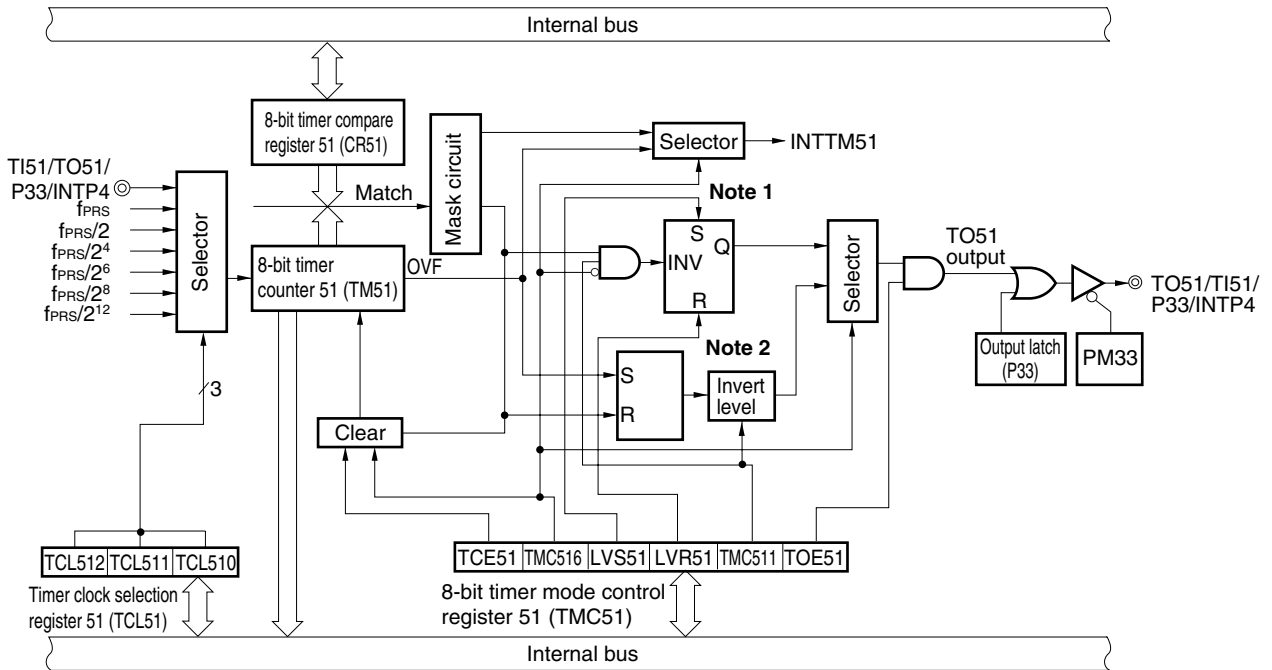 Internal bus
8-bit timer compare
register 51 (CR51)
TI51/TO51/
P33/INTP4
fPRS
fPRS/2
fPRS/2⁴
fPRS/2⁶
fPRS/2⁸
fPRS/2¹²
Selector
Match
Mask circuit
Selector
INTTM51
8-bit timer
counter 51 (TM51)
OVF
Note 1
S
INV
Q
R
Selector
TO51
output
TO51/TI51/
P33/INTP4
Output latch
(P33)
PM33
Note 2
S
R
Invert
level
3
Clear
TCL512
TCL511
TCL510
Timer clock selection
register 51 (TCL51)
TCE51
TMC516
LVS51
LVR51
TMC511
TOE51
8-bit timer mode control
register 51 (TMC51)
Internal bus